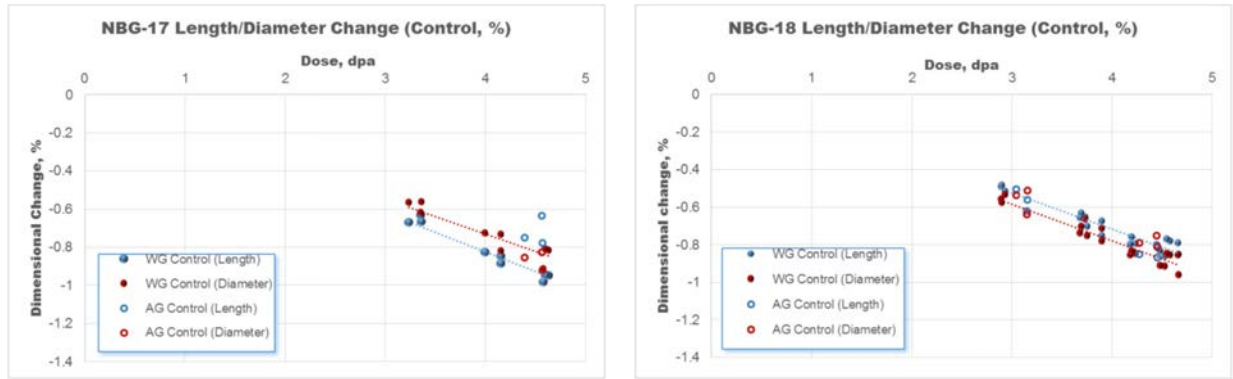 NBG-17 Length/Diameter Change (Control, %)
Dose, dpa
0 1 2 3 4 5
0
-0.2
-0.4
-0.6
-0.8
-1
-1.2
-1.4
Dimensional Change, %
WG Control (Length)
WG Control (Diameter)
AG Control (Length)
AG Control (Diameter)
NBG-18 Length/Diameter Change (Control, %)
Dose, dpa
0 1 2 3 4 5
0
-0.2
-0.4
-0.6
-0.8
-1
-1.2
-1.4
Dimensional change, %
WG Control (Length)
WG Control (Diameter)
AG Control (Length)
AG Control (Diameter)